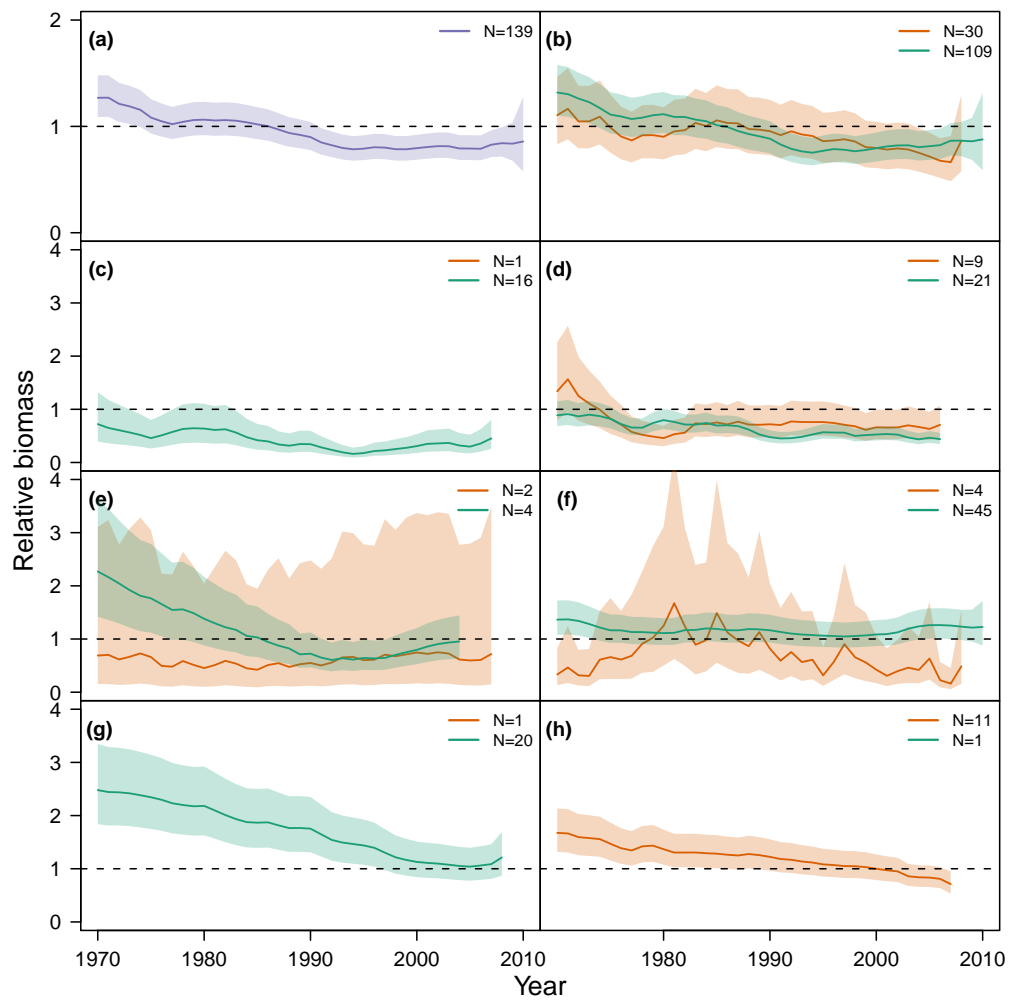 (a)
N=139
2
1
0
(b)
N=30
N=109
(c)
N=1
N=16
4
3
2
1
0
(d)
N=9
N=21
(e)
N=2
N=4
4
3
2
1
0
(f)
N=4
N=45
(g)
N=1
N=20
4
3
2
1
0
(h)
N=11
N=1
Relative biomass
1970 1980 1990 2000 2010
1980 1990 2000 2010
Year